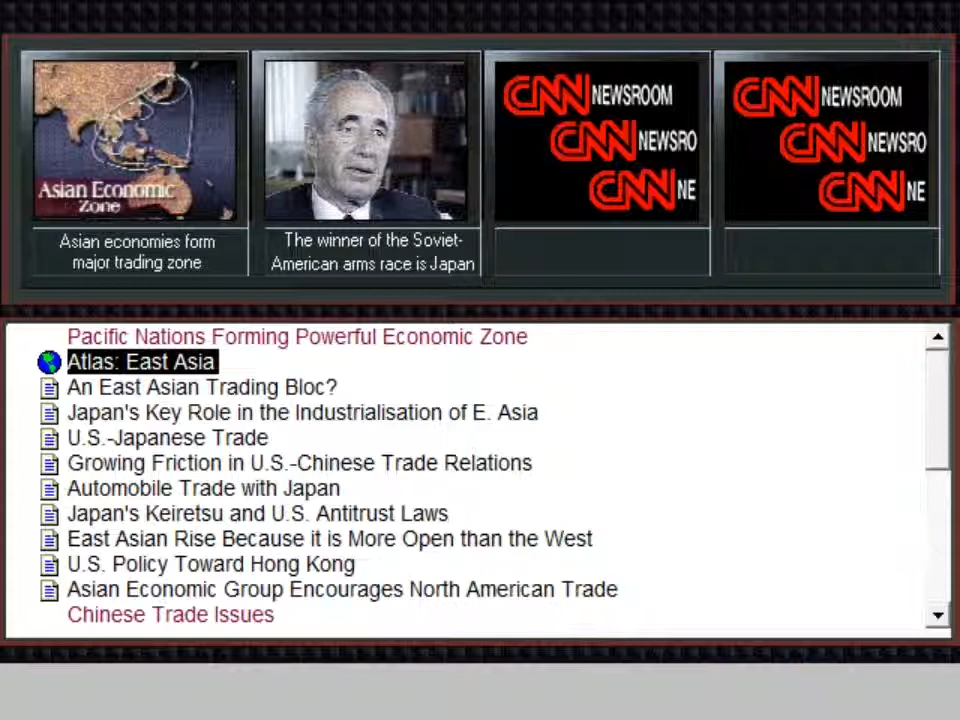 Asian Economic
Zone
Asian economies form
major trading zone
The winner of the Soviet-
American arms race is Japan
CNN NEWSROOM
CNN NEWSRO
CNN NE
CNN NEWSROOM
CNN NEWSRO
CNN NE
Pacific Nations Forming Powerful Economic Zone
Atlas: East Asia
An East Asian Trading Bloc?
Japan's Key Role in the Industrialisation of E. Asia
U.S.-Japanese Trade
Growing Friction in U.S.-Chinese Trade Relations
Automobile Trade with Japan
Japan's Keiretsu and U.S. Antitrust Laws
East Asian Rise Because it is More Open than the West
U.S. Policy Toward Hong Kong
Asian Economic Group Encourages North American Trade
Chinese Trade Issues